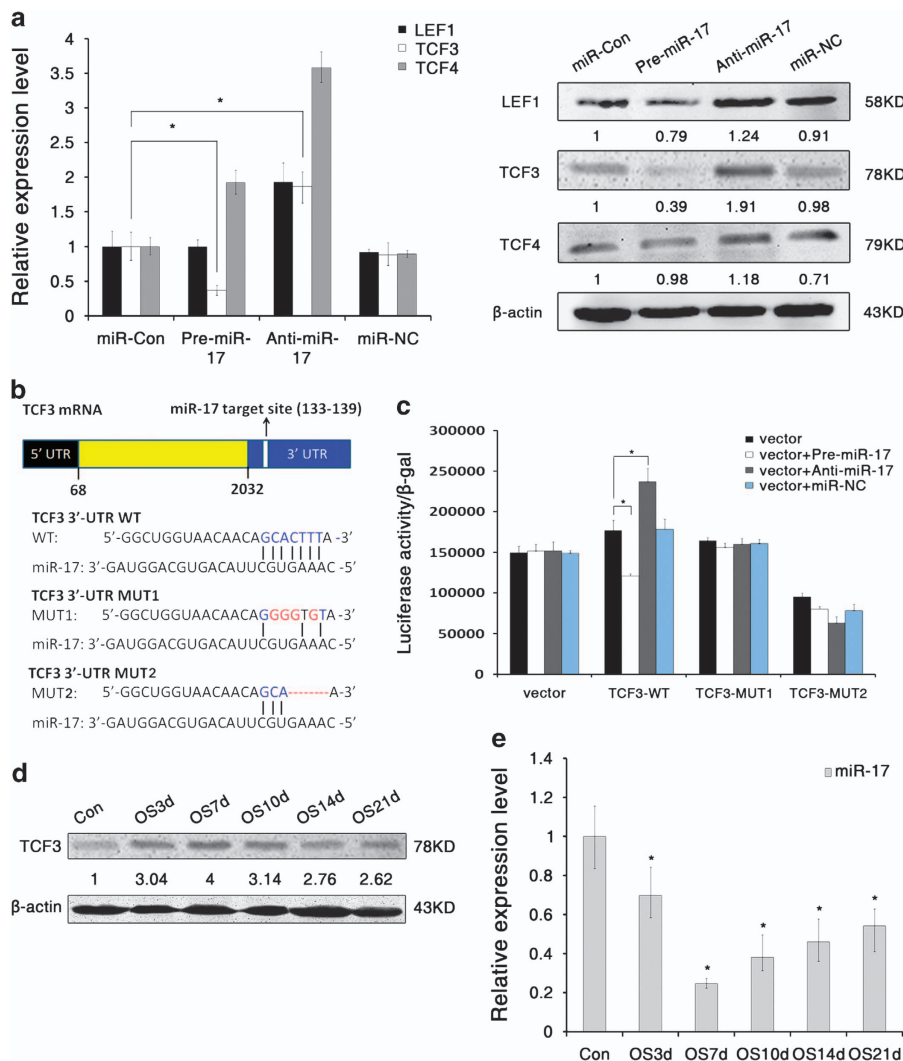 a
LEF1
TCF3
TCF4
Relative expression level
4
3.5
3
2.5
2
1.5
1
0.5
0
* *
miR-Con Pre-miR-17 Anti-miR-17 miR-NC
miR-Con Pre-miR-17 Anti-miR-17 miR-NC
LEF1 58KD
1 0.79 1.24 0.91
TCF3 78KD
1 0.39 1.91 0.98
TCF4 79KD
1 0.98 1.18 0.71
β-actin 43KD
b
TCF3 mRNA miR-17 target site (133-139)
5' UTR 3' UTR
68 2032
TCF3 3'-UTR WT
WT: 5'-GGCUGGUAACAACAGCACTTTA -3'
miR-17: 3'-GAUGGACGUGACAUUCGUGAAAC -5'
TCF3 3'-UTR MUT1
MUT1: 5'-GGCUGGUAACAACAGGGGTGTA-3'
miR-17: 3'-GAUGGACGUGACAUUCGUGAAAC -5'
TCF3 3'-UTR MUT2
MUT2: 5'-GGCUGGUAACAACAGCA--------A-3'
miR-17: 3'-GAUGGACGUGACAUUCGUGAAAC -5'
c
Luciferase activity/β-gal
300000
250000
200000
150000
100000
50000
0
vector
vector+Pre-miR-17
vector+Anti-miR-17
vector+miR-NC
* *
vector TCF3-WT TCF3-MUT1 TCF3-MUT2
d
Con OS3d OS7d OS10d OS14d OS21d
TCF3 78KD
1 3.04 4 3.14 2.76 2.62
β-actin 43KD
e
Relative expression level
1.4
1.2
1
0.8
0.6
0.4
0.2
0
miR-17
* * * * *
Con OS3d OS7d OS10d OS14d OS21d